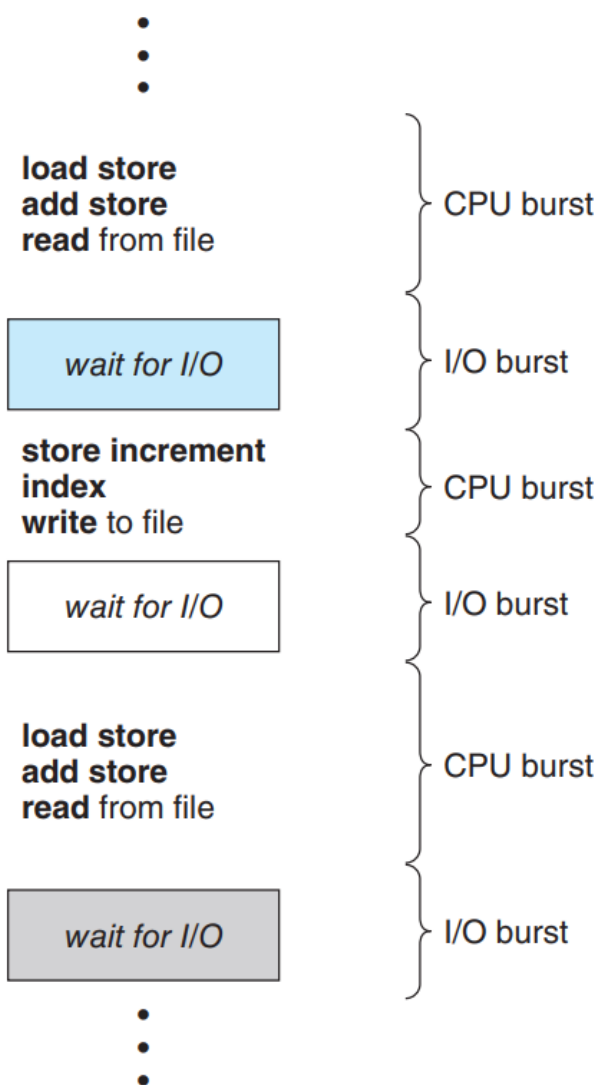 load store
add store
read from file
CPU burst
wait for I/O
I/O burst
store increment
index
write to file
CPU burst
wait for I/O
I/O burst
load store
add store
read from file
CPU burst
wait for I/O
I/O burst